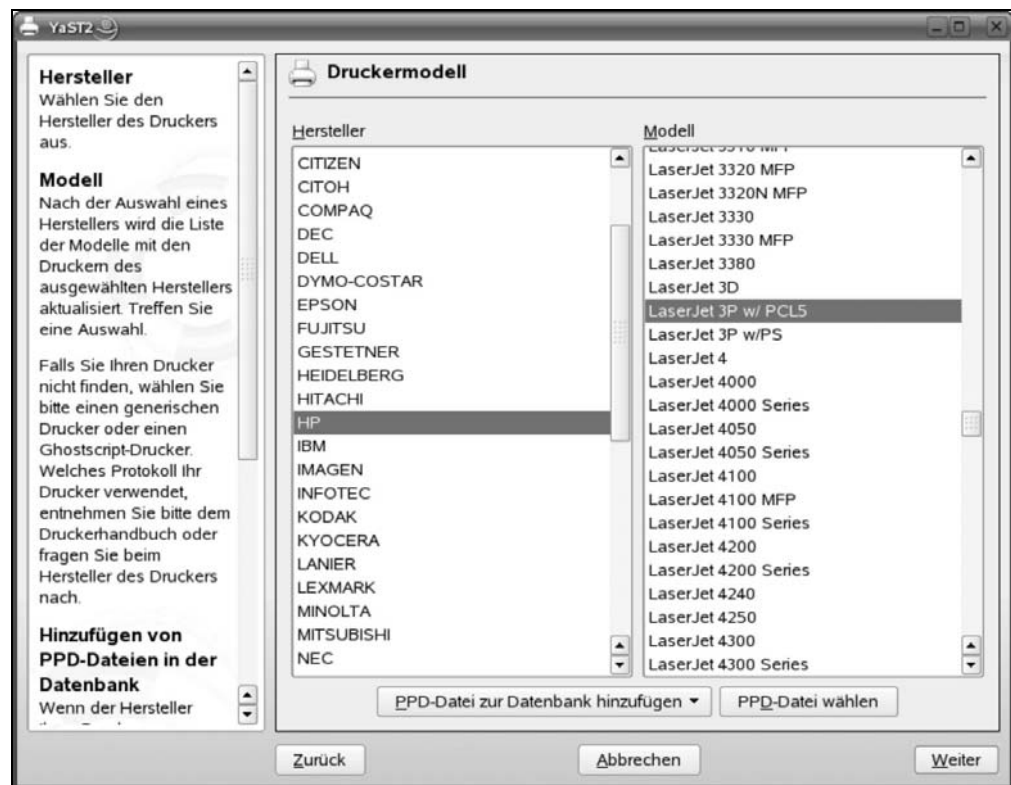 YaST2
Hersteller
Wählen Sie den
Hersteller des Druckers
aus.
Modell
Nach der Auswahl eines
Herstellers wird die Liste
der Modelle mit den
Druckern des
ausgewählten Herstellers
aktualisiert. Treffen Sie
eine Auswahl.
Falls Sie Ihren Drucker
nicht finden, wählen Sie
bitte einen generischen
Drucker oder einen
Ghostscript-Drucker.
Welches Protokoll Ihr
Drucker verwendet,
entnehmen Sie bitte dem
Druckerhandbuch oder
fragen Sie beim
Hersteller des Druckers
nach.
Hinzufügen von
PPD-Dateien in der
Datenbank
Wenn der Hersteller
Druckermodell
Hersteller
CITIZEN
CITOH
COMPAQ
DEC
DELL
DYMO-COSTAR
EPSON
FUJITSU
GESTETNER
HEIDELBERG
HITACHI
HP
IBM
IMAGEN
INFOTEC
KODAK
KYOCERA
LANIER
LEXMARK
MINOLTA
MITSUBISHI
NEC
Modell
LaserJet 3320 MFP
LaserJet 3320N MFP
LaserJet 3330
LaserJet 3330 MFP
LaserJet 3380
LaserJet 3D
LaserJet 3P w/ PCL5
LaserJet 3P w/PS
LaserJet 4
LaserJet 4000
LaserJet 4000 Series
LaserJet 4050
LaserJet 4050 Series
LaserJet 4100
LaserJet 4100 MFP
LaserJet 4100 Series
LaserJet 4200
LaserJet 4200 Series
LaserJet 4240
LaserJet 4250
LaserJet 4300
LaserJet 4300 Series
PPD-Datei zur Datenbank hinzufügen
PPD-Datei wählen
Zurück
Abbrechen
Weiter